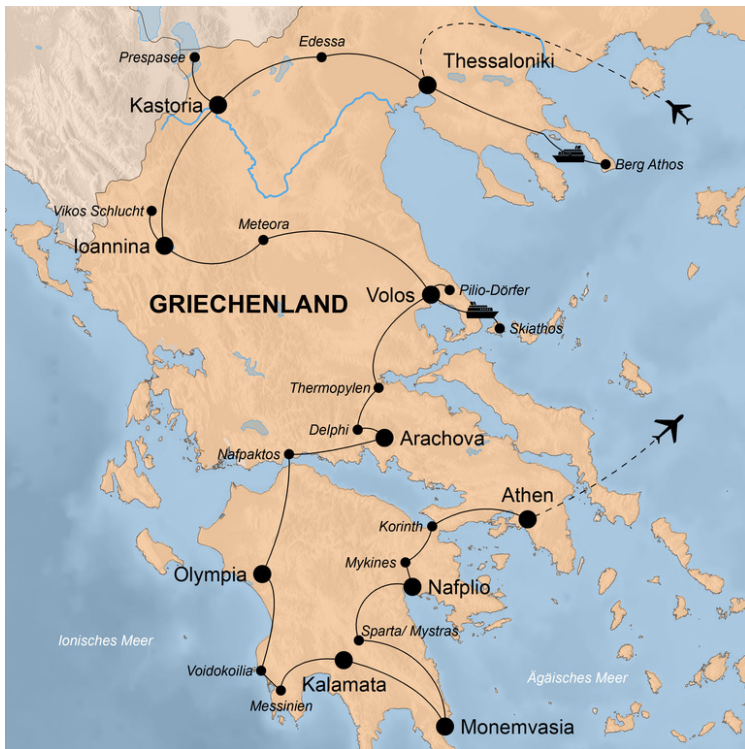 Edessa
Prespasee
Thessaloniki
Kastoria
Berg Athos
Vikos Schlucht
Meteora
Ioannina
Pilio-Dörfer
Volos
GRIECHENLAND
Skiathos
Thermopylen
Delphi
Arachova
Nafpaktos
Athen
Korinth
Mykines
Olympia
Nafplio
Sparta/ Mystras
Ionisches Meer
Voidokoilia
Kalamata
Ägäisches Meer
Messinien
Monemvasia